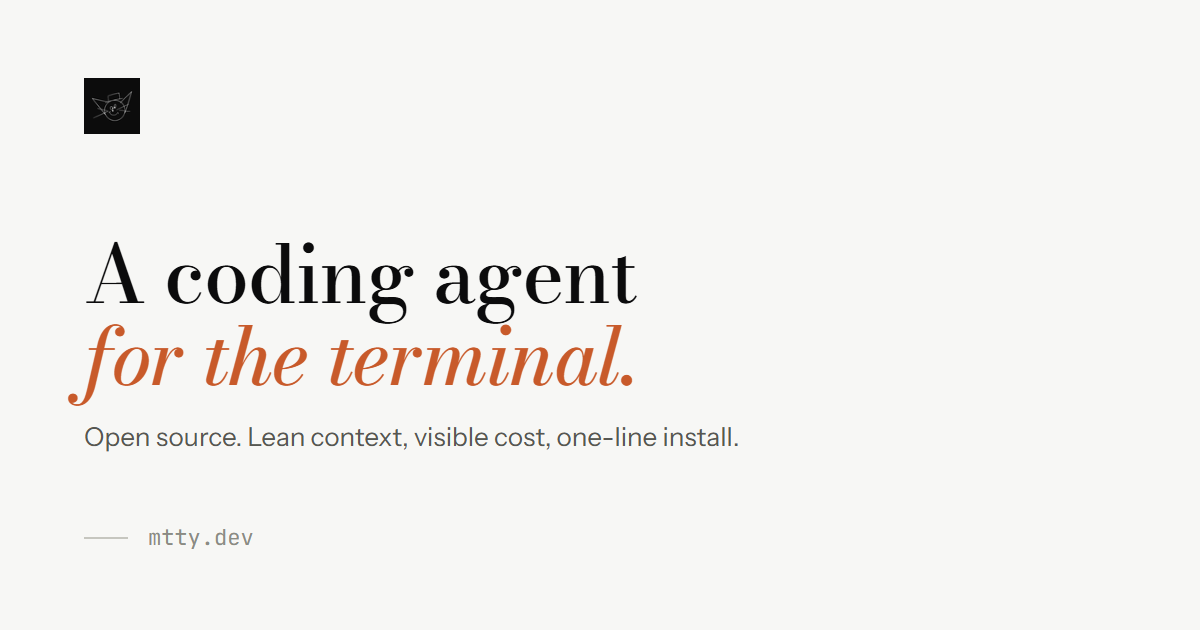 A coding agent
for the terminal.
Open source. Lean context, visible cost, one-line install.
mtty.dev